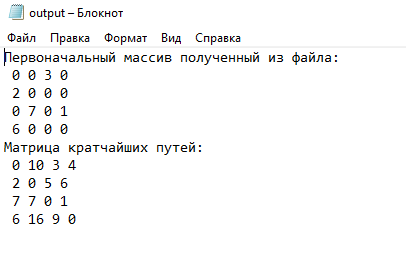 output – Блокнот
Файл Правка Формат Вид Справка
Первоначальный массив полученный из файла:
0 0 3 0
2 0 0 0
0 7 0 1
6 0 0 0
Матрица кратчайших путей:
0 10 3 4
2 0 5 6
7 7 0 1
6 16 9 0